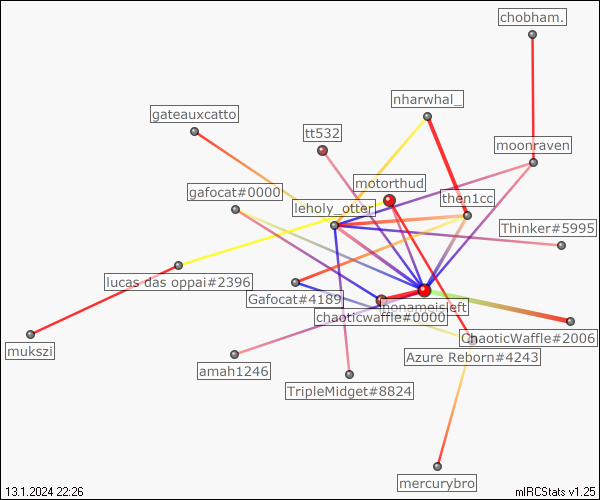 chobham.
nharwhal_
gateauxcatto
tt532
moonraven
motorthud
gafocat#0000
then1cc
leholy_otter
Thinker#5995
lucas das oppai#2396
Gafocat#4189
nonameisleft
chaoticwaffle#0000
ChaoticWaffle#2006
mukszi
Azure Reborn#4243
amah1246
TripleMidget#8824
mercurybro
13.1.2024 22:26
mIRCStats v1.25